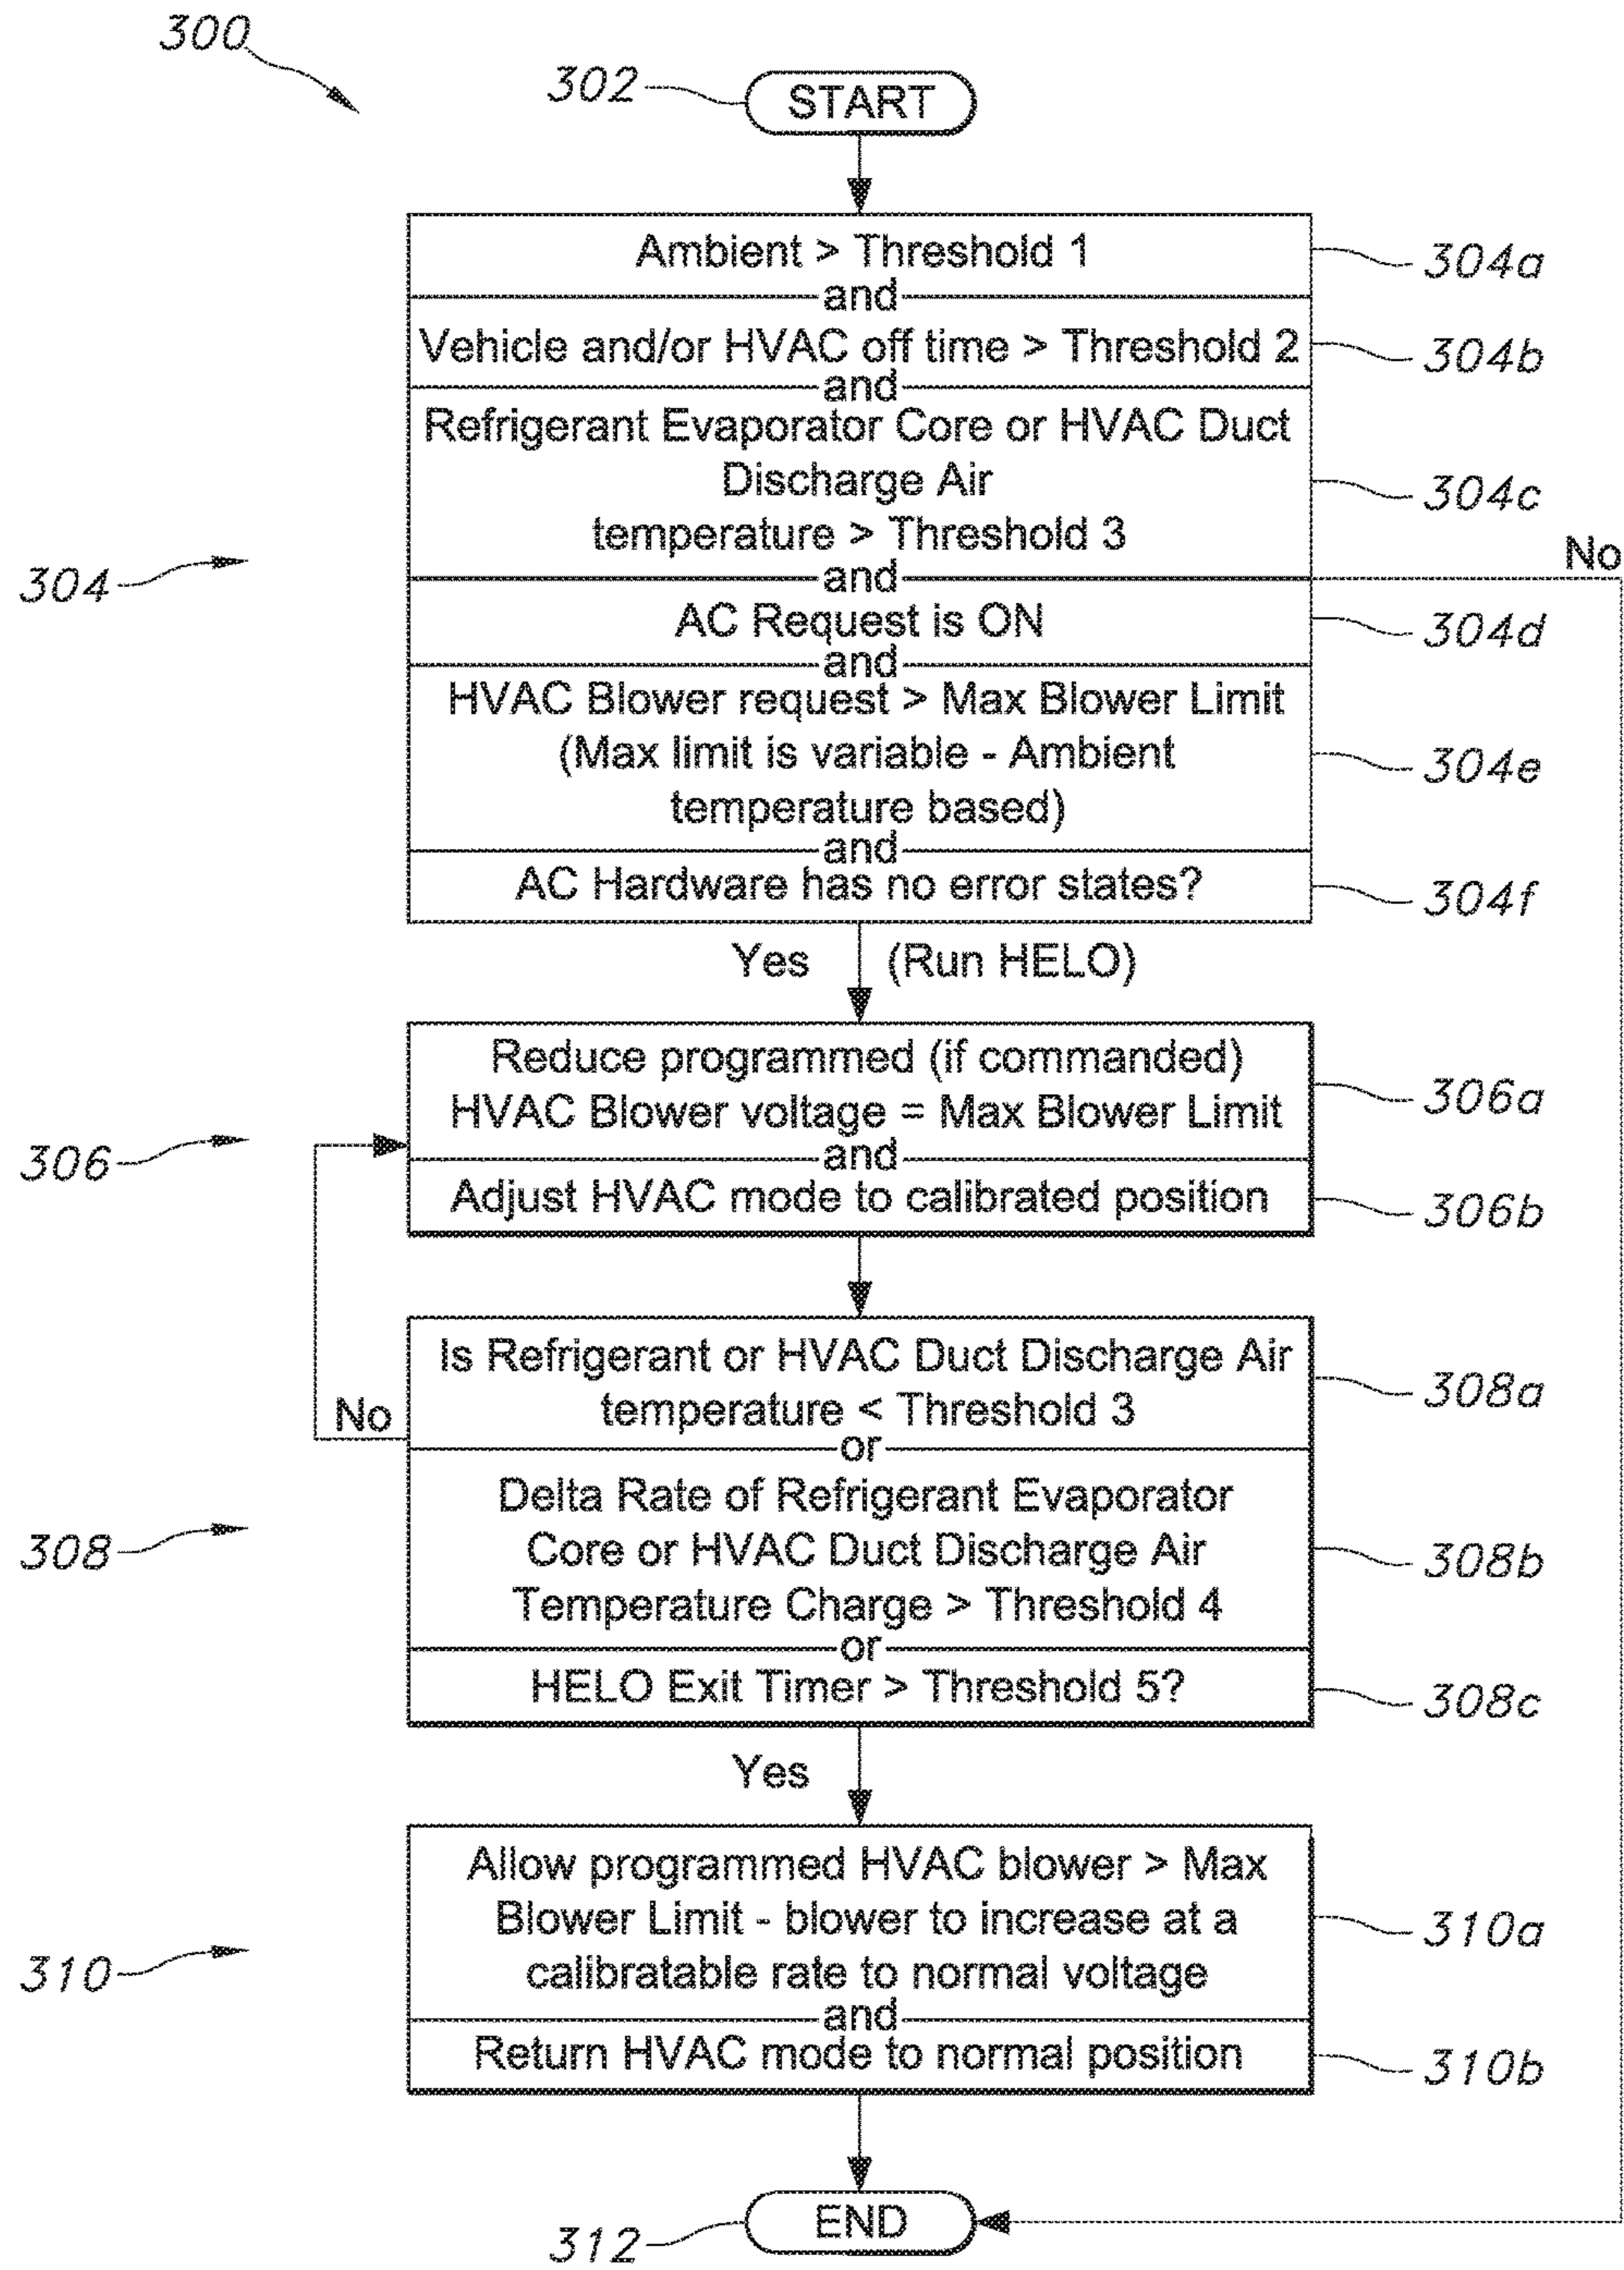 300
302
START
Ambient > Threshold 1
304a
and
Vehicle and/or HVAC off time > Threshold 2
304b
and
Refrigerant Evaporator Core or HVAC Duct
Discharge Air
temperature > Threshold 3
304c
No
304
and
AC Request is ON
304d
and
HVAC Blower request > Max Blower Limit
(Max limit is variable - Ambient
temperature based)
304e
and
AC Hardware has no error states?
304f
Yes (Run HELO)
Reduce programmed (if commanded)
HVAC Blower voltage = Max Blower Limit
306a
306
and
Adjust HVAC mode to calibrated position
306b
Is Refrigerant or HVAC Duct Discharge Air
temperature < Threshold 3
308a
No
or
Delta Rate of Refrigerant Evaporator
Core or HVAC Duct Discharge Air
Temperature Charge > Threshold 4
308b
308
or
HELO Exit Timer > Threshold 5?
308c
Yes
Allow programmed HVAC blower > Max
Blower Limit - blower to increase at a
calibratable rate to normal voltage
310a
310
and
Return HVAC mode to normal position
310b
END
312